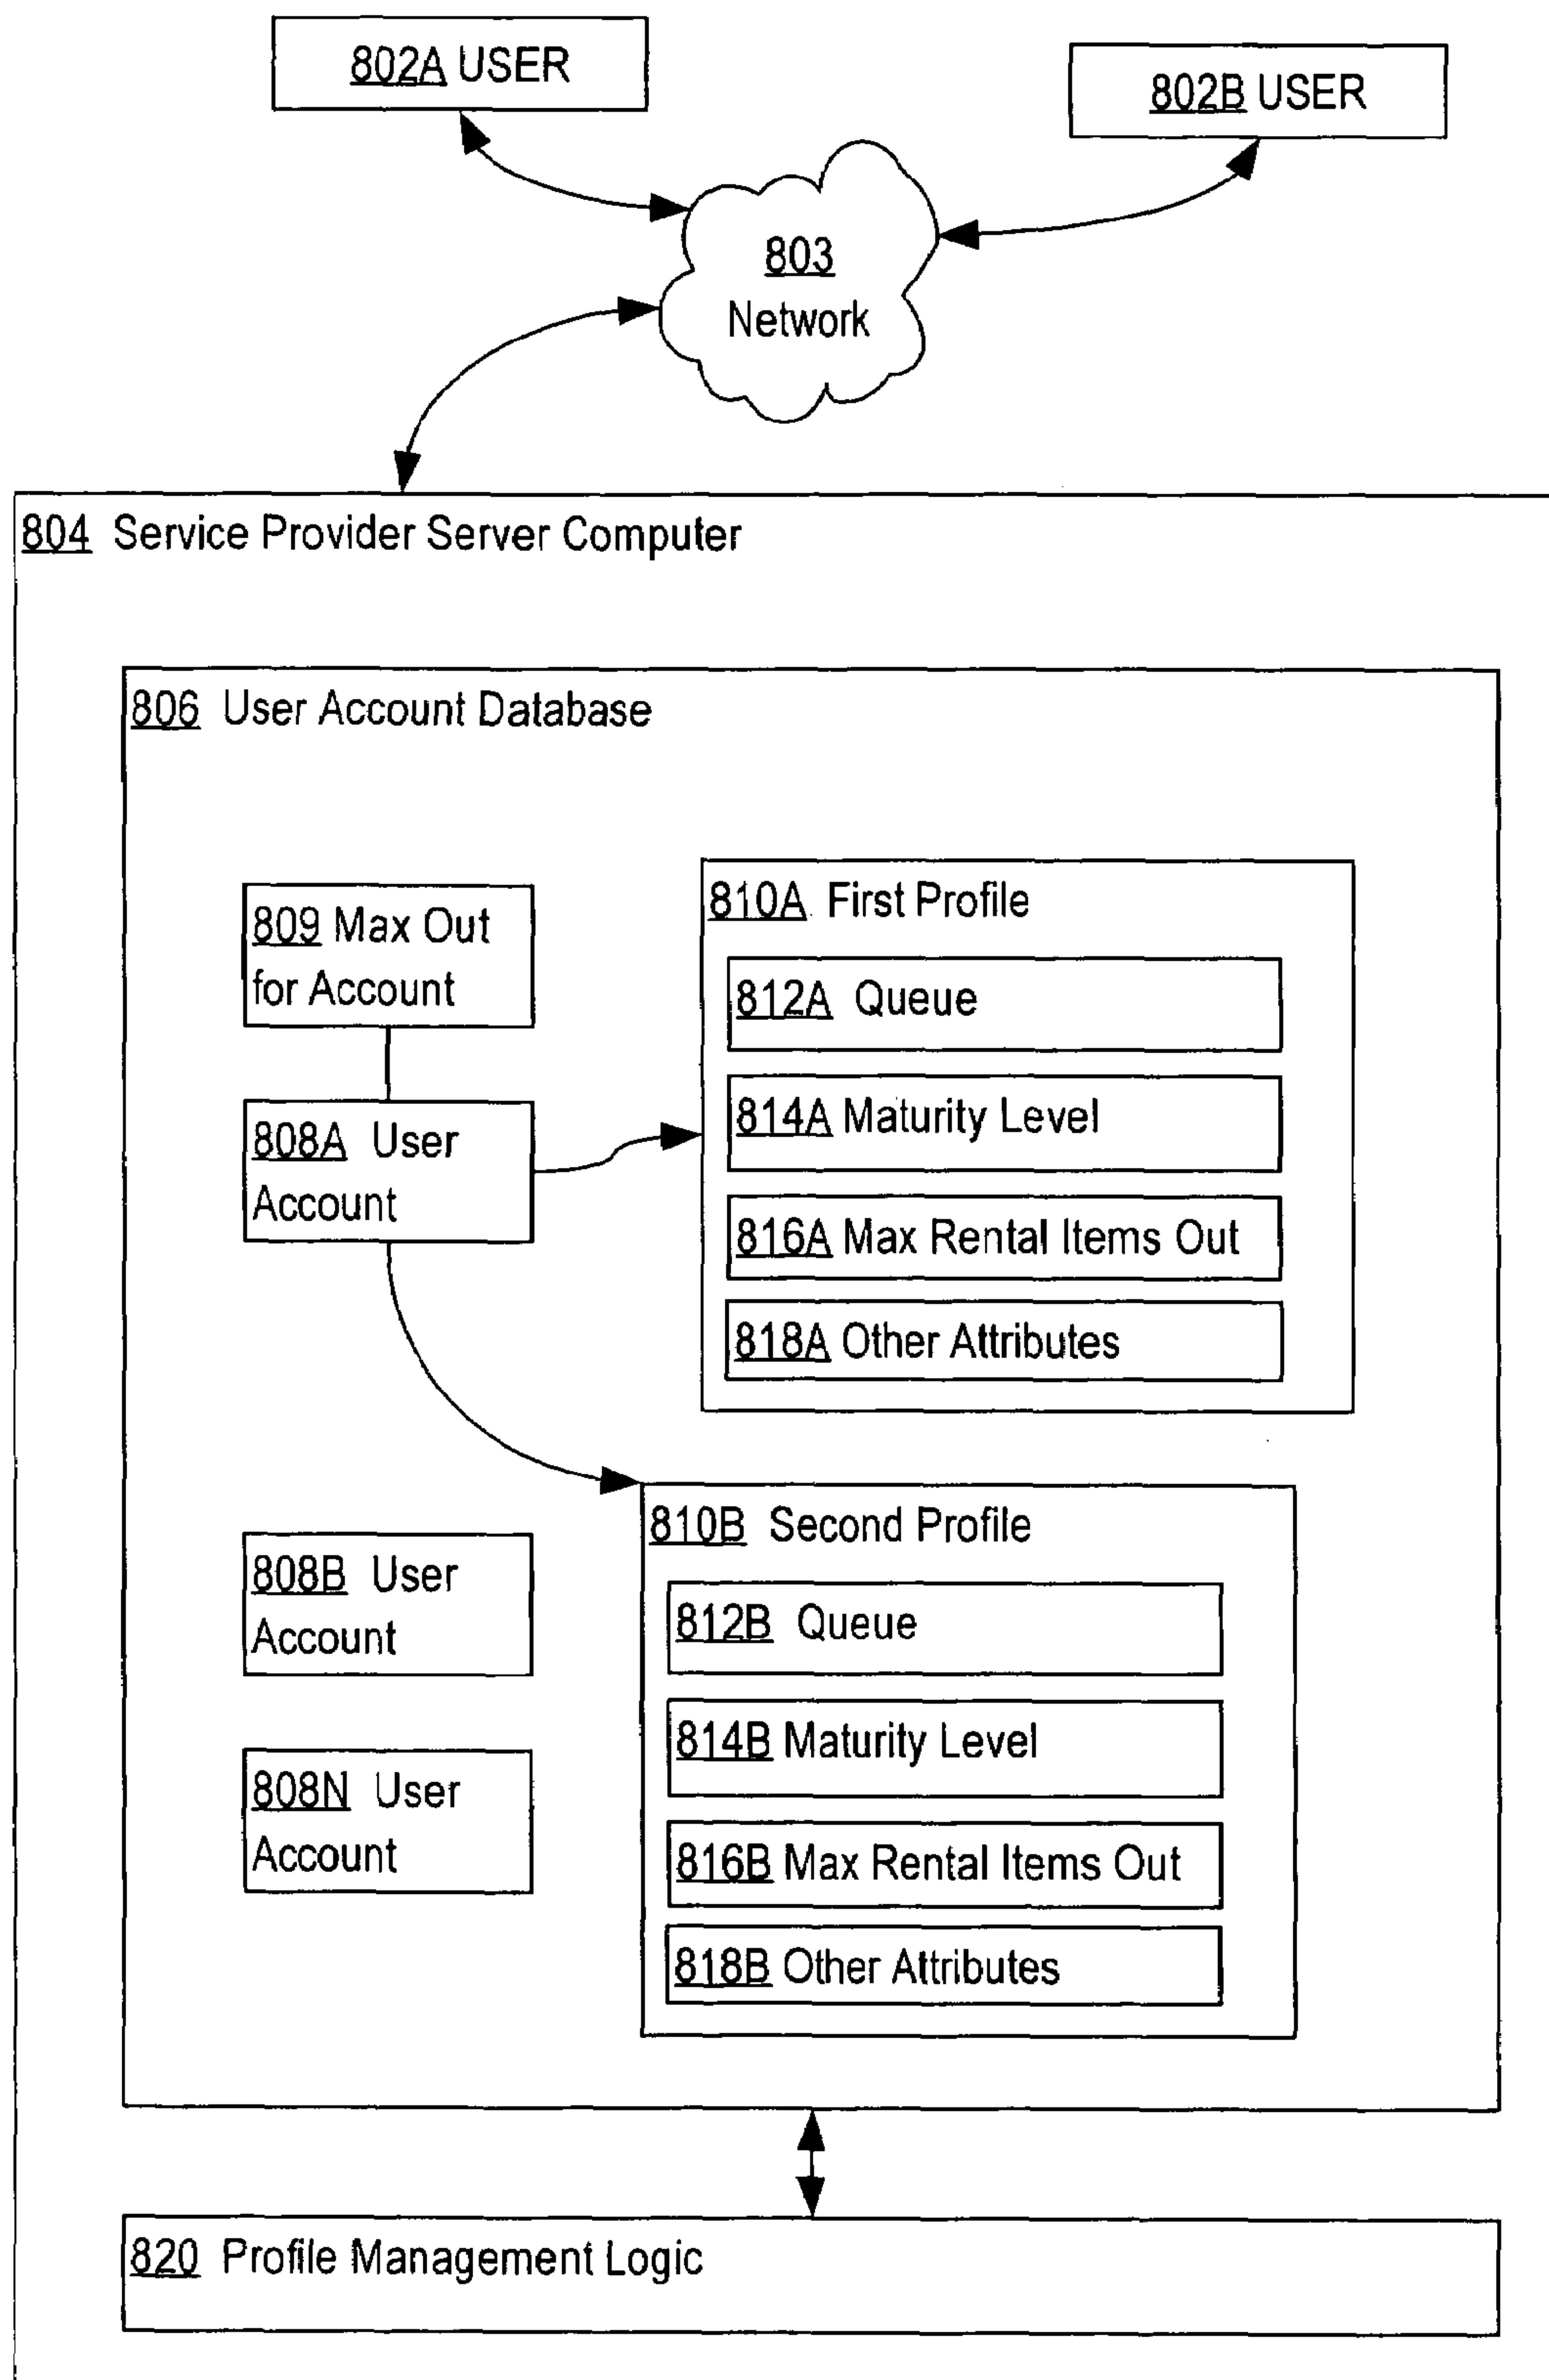 802A USER
802B USER
803
Network
804 Service Provider Server Computer
806 User Account Database
809 Max Out
for Account
808A User
Account
810A First Profile
812A Queue
814A Maturity Level
816A Max Rental Items Out
818A Other Attributes
810B Second Profile
812B Queue
814B Maturity Level
816B Max Rental Items Out
818B Other Attributes
808B User
Account
808N User
Account
820 Profile Management Logic